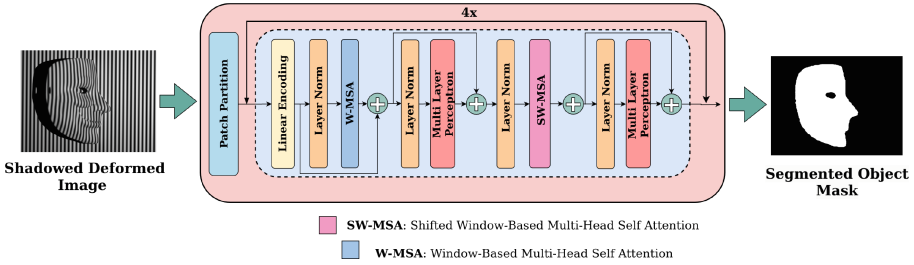 4x
Patch Partition
Linear Encoding
Layer Norm
W-MSA
Layer Norm
Multi Layer
Perceptron
Layer Norm
SW-MSA
Layer Norm
Multi Layer
Perceptron
Shadowed Deformed
Image
Segmented Object
Mask
SW-MSA: Shifted Window-Based Multi-Head Self Attention
W-MSA: Window-Based Multi-Head Self Attention